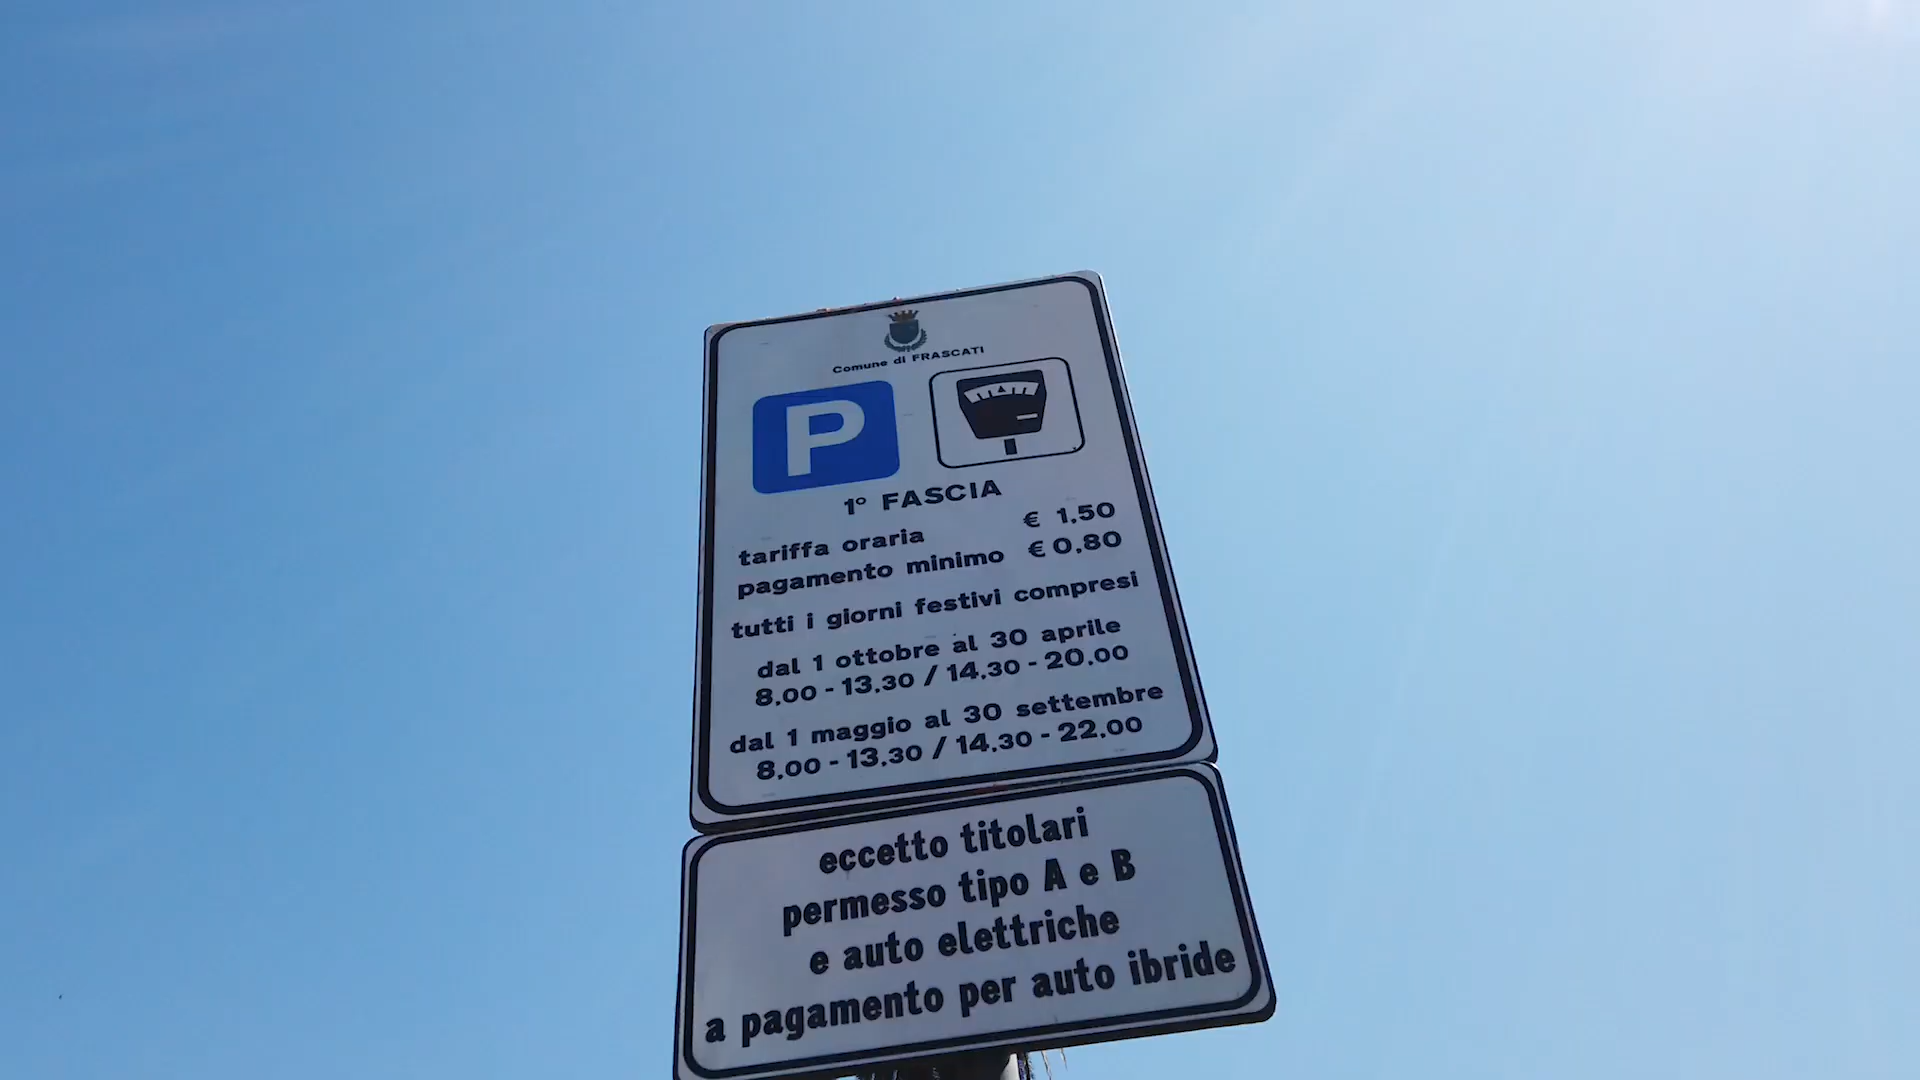 Comune di FRASCATI
P
1° FASCIA
tariffa oraria € 1.50
pagamento minimo € 0.80
tutti i giorni festivi compresi
dal 1 ottobre al 30 aprile
8.00 - 13.30 / 14.30 - 20.00
dal 1 maggio al 30 settembre
8.00 - 13.30 / 14.30 - 22.00
eccetto titolari
permesso tipo A e B
e auto elettriche
a pagamento per auto ibride